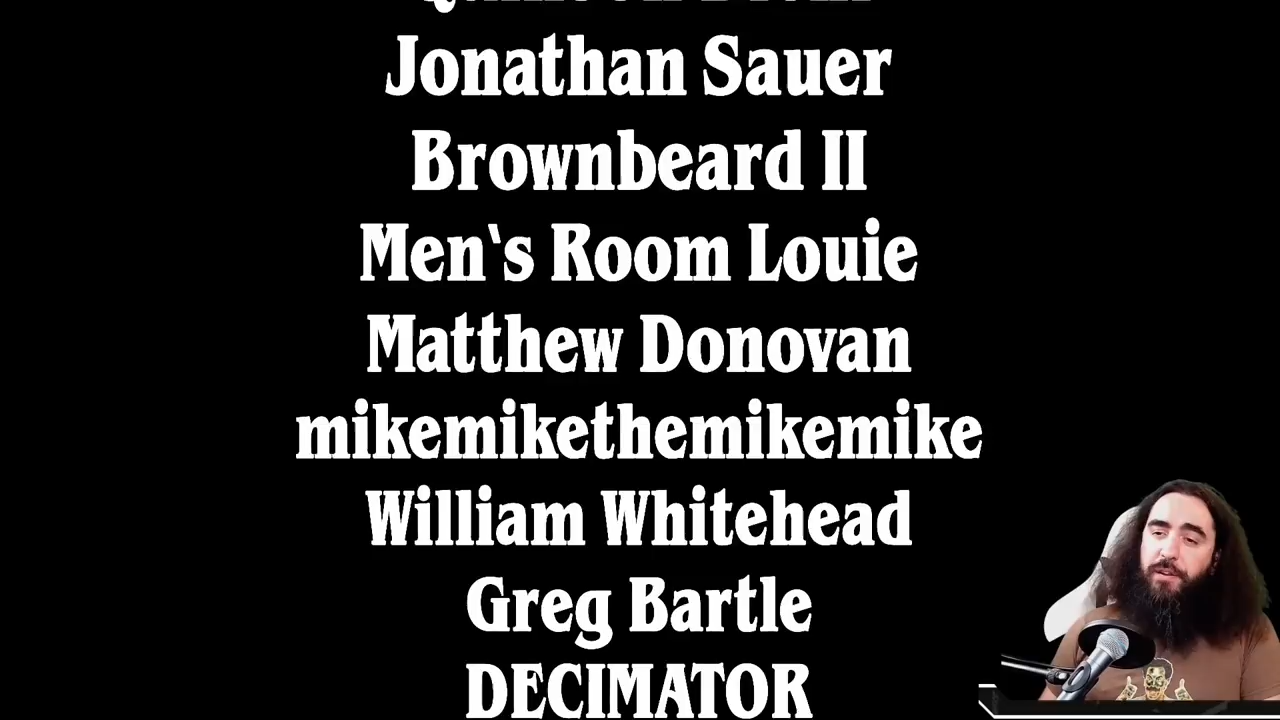 Jonathan Sauer
Brownbeard II
Men's Room Louie
Matthew Donovan
mikemikethemikemike
William Whitehead
Greg Bartle
DECIMATOR